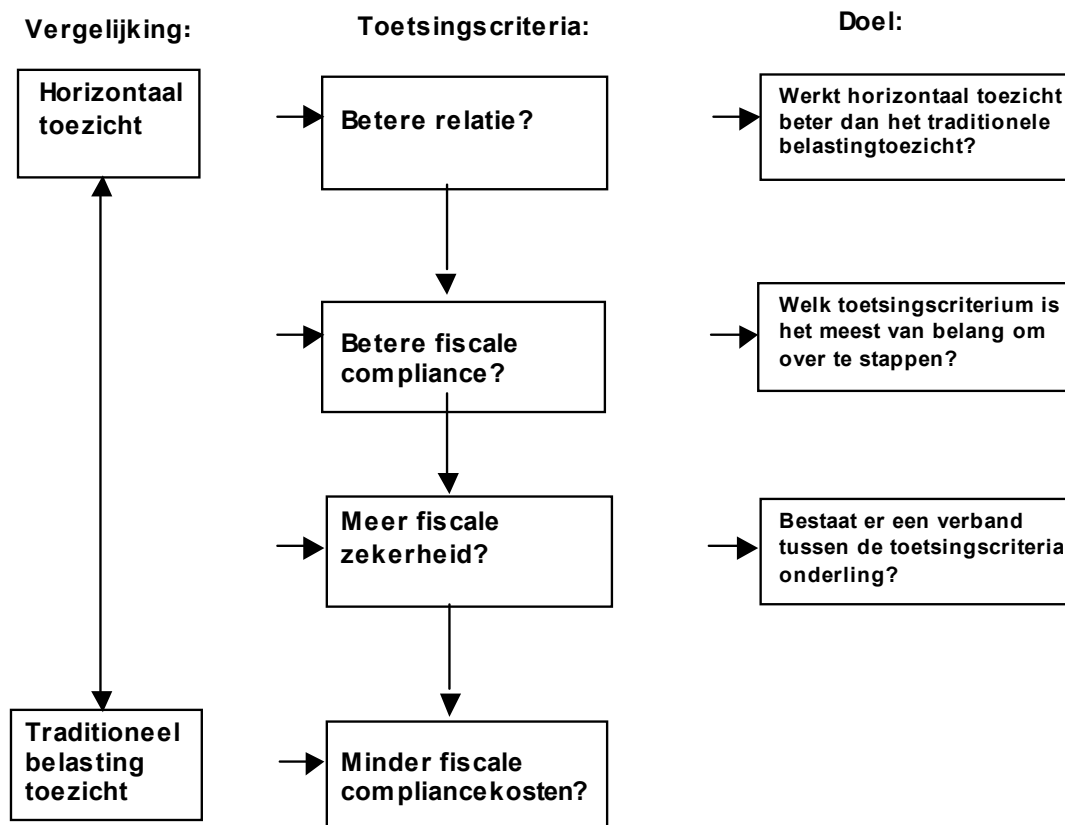 Vergelijking:
Toetsingscriteria:
Doel:
Horizontaal
toezicht
Betere relatie?
Werkt horizontaal toezicht
beter dan het traditionele
belastingtoezicht?
Betere fiscale
compliance?
Welk toetsingscriterium is
het meest van belang om
over te stappen?
Meer fiscale
zekerheid?
Bestaat er een verband
tussen de toetsingscriteria
onderling?
Traditioneel
belasting
toezicht
Minder fiscale
compliancekosten?